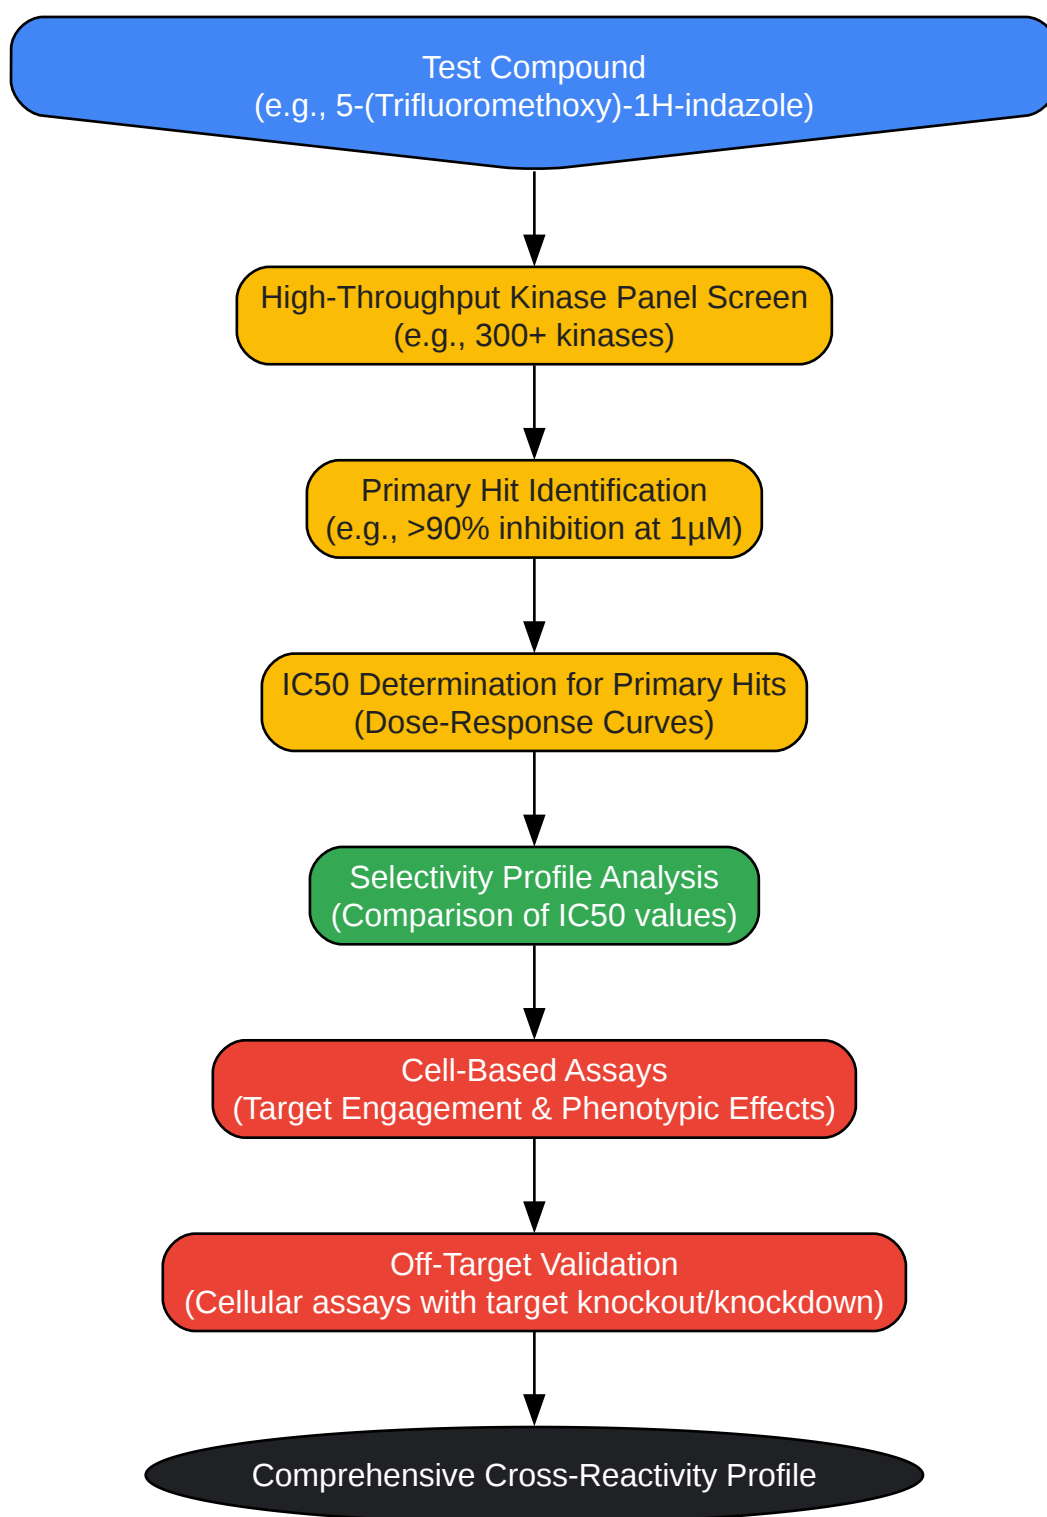 Test Compound
(e.g., 5-(Trifluoromethoxy)-1H-indazole)
High-Throughput Kinase Panel Screen
(e.g., 300+ kinases)
Primary Hit Identification
(e.g., >90% inhibition at 1µM)
IC50 Determination for Primary Hits
(Dose-Response Curves)
Selectivity Profile Analysis
(Comparison of IC50 values)
Cell-Based Assays
(Target Engagement & Phenotypic Effects)
Off-Target Validation
(Cellular assays with target knockout/knockdown)
Comprehensive Cross-Reactivity Profile